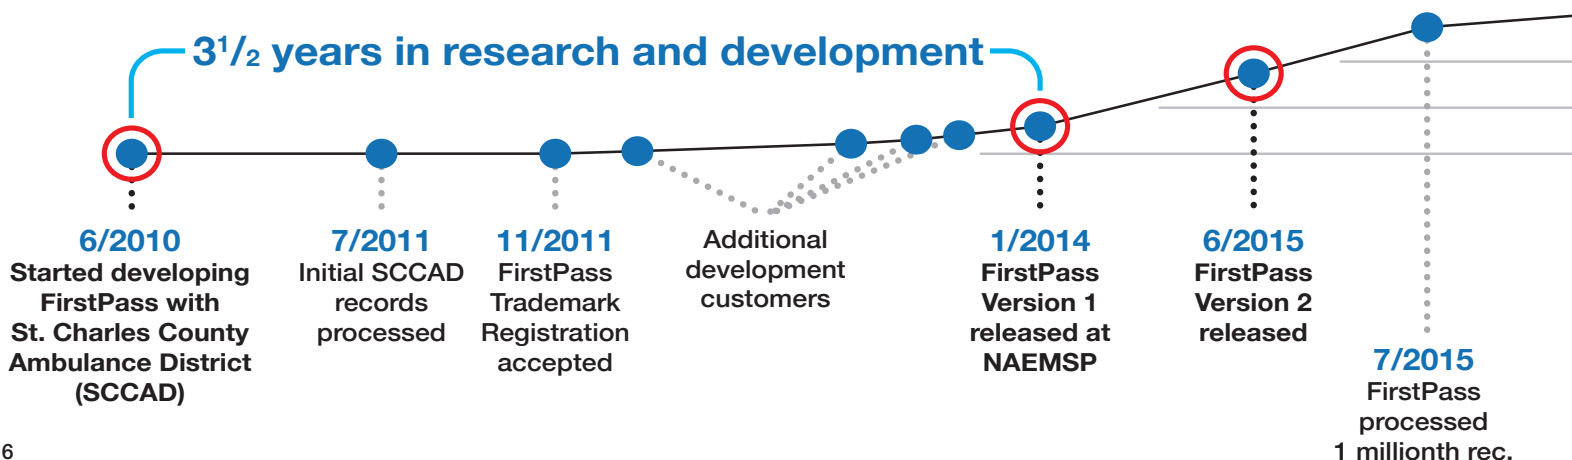 3 1/2 years in research and development
6/2010
Started developing
FirstPass with
St. Charles County
Ambulance District
(SCCAD)
7/2011
Initial SCCAD
records
processed
11/2011
FirstPass
Trademark
Registration
accepted
Additional
development
customers
1/2014
FirstPass
Version 1
released at
NAEMSP
6/2015
FirstPass
Version 2
released
7/2015
FirstPass
processed
1 millionth rec.
6